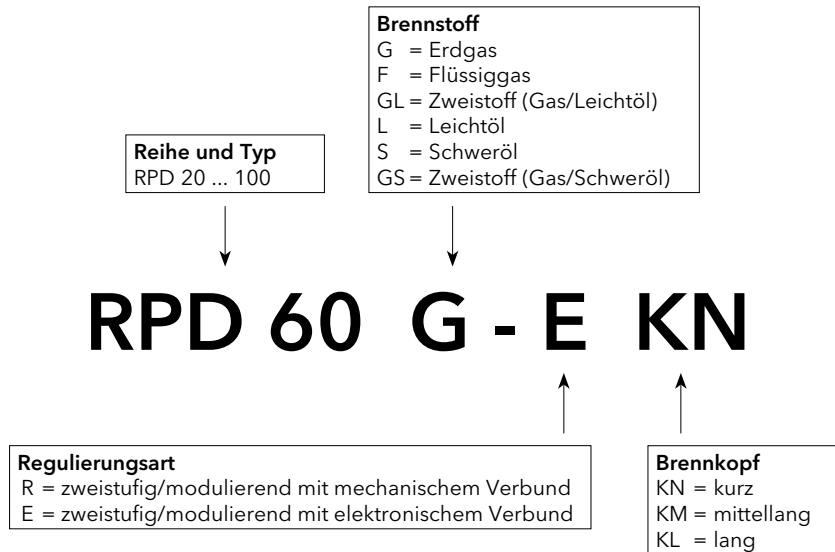 Brennstoff
G = Erdgas
F = Flüssiggas
GL = Zweistoff (Gas/Leichtöl)
L = Leichtöl
S = Schweröl
GS = Zweistoff (Gas/Schweröl)
Reihe und Typ
RPD 20 ... 100
RPD 60 G - E KN
Regulierungsart
R = zweistufig/modulierend mit mechanischem Verbund
E = zweistufig/modulierend mit elektronischem Verbund
Brennkopf
KN = kurz
KM = mittellang
KL = lang